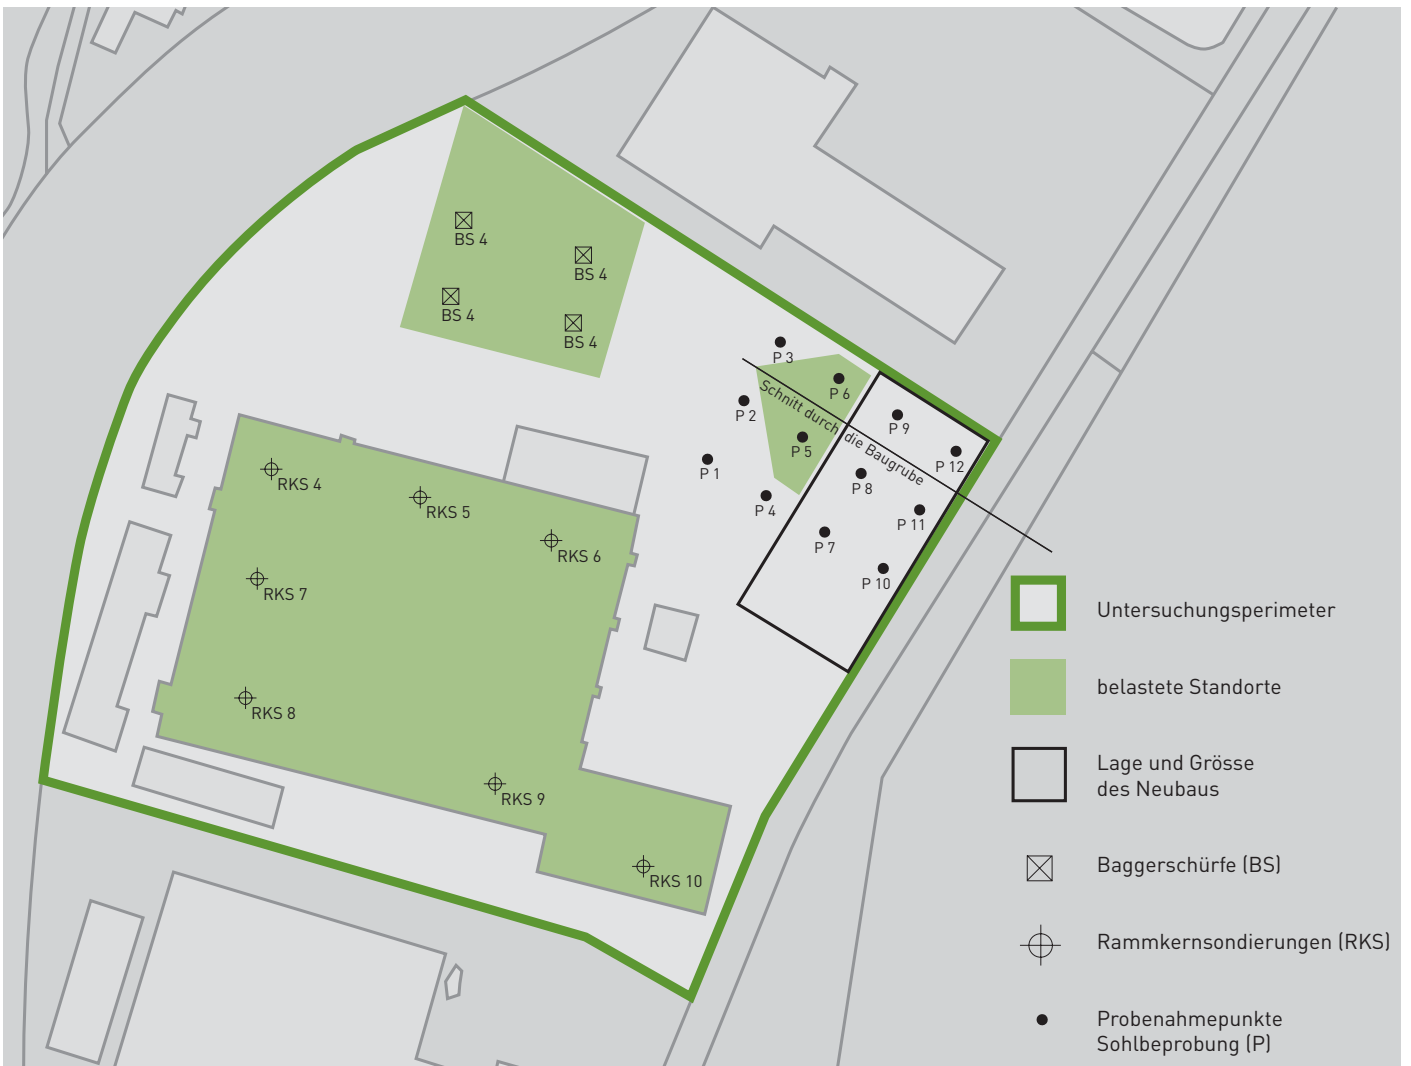 BS 4
BS 4
BS 4
BS 4
P 3
P 6
Schnitt durch die Baugrube
P 2
P 9
P 5
P 12
P 1
P 8
P 4
P 11
P 7
P 10
RKS 4
RKS 5
RKS 6
RKS 7
RKS 8
RKS 9
RKS 10
Untersuchungsperimeter
belastete Standorte
Lage und Grösse
des Neubaus
Baggerschürfe (BS)
Rammkernsondierungen (RKS)
Probenahmepunkte
Sohlbeprobung (P)